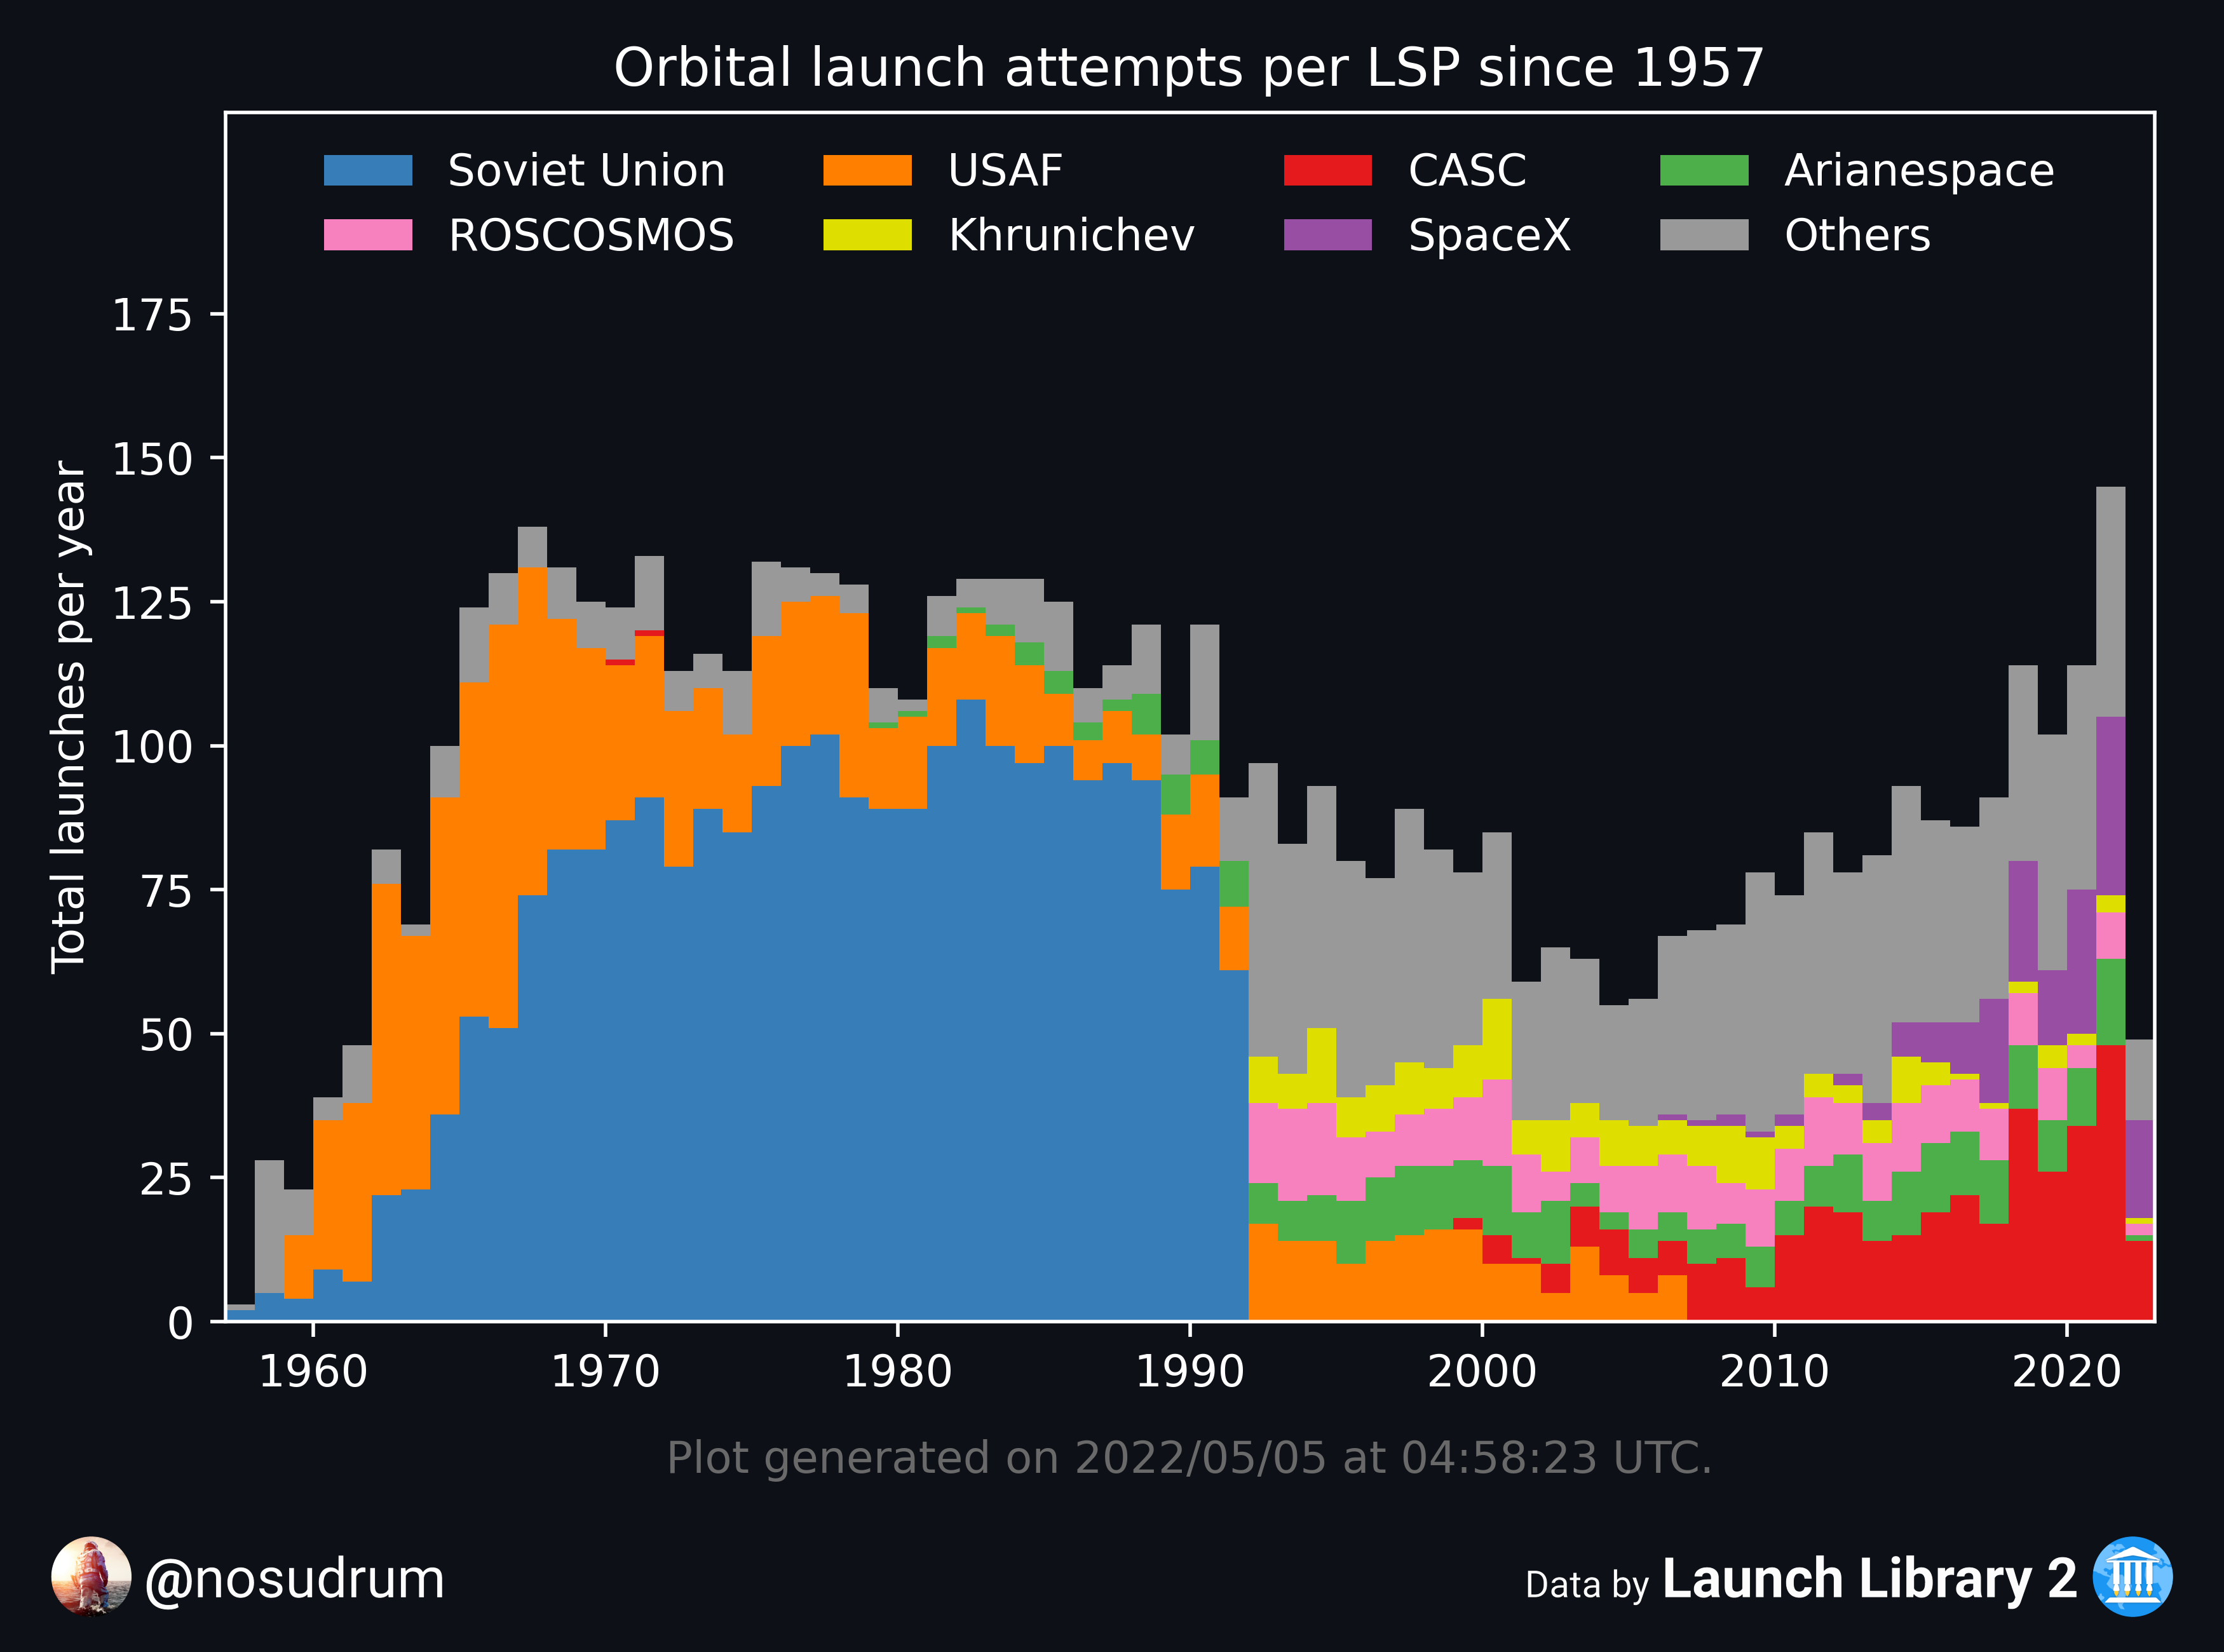 Orbital launch attempts per LSP since 1957
Soviet Union
USAF
CASC
Arianespace
ROSCOSMOS
Khrunichev
SpaceX
Others
Total launches per year
175
150
125
100
75
50
25
0
1960
1970
1980
1990
2000
2010
2020
Plot generated on 2022/05/05 at 04:58:23 UTC.
@nosudrum
Data by Launch Library 2